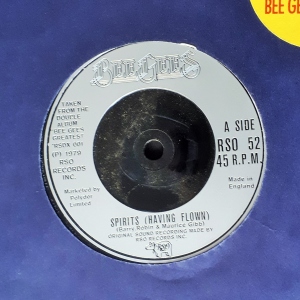 BEE GE
BEE GEES
TAKEN
FROM THE
DOUBLE
ALBUM
"BEE GEES
GREATEST"
"RSDX 001"
(P) 1979
RSO
RECORDS
INC.
Marketed by
Polydor
Limited
A SIDE
RSO 52
45 R.P.M.
Made in
England
SPIRITS (HAVING FLOWN)
(Barry, Robin & Maurice Gibb)
ORIGINAL SOUND RECORDING MADE BY
RSO RECORDS INC.